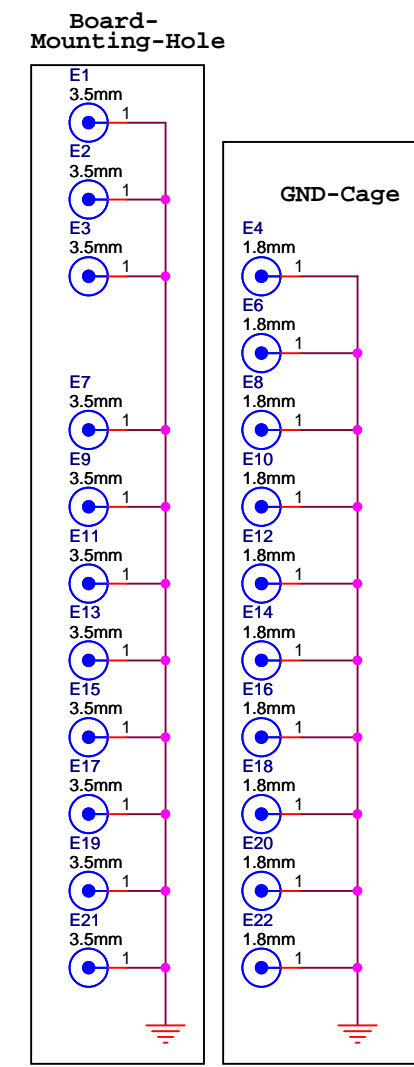 Board-
Mounting-Hole
E1
3.5mm
1
E2
3.5mm
1
E3
3.5mm
1
E7
3.5mm
1
E9
3.5mm
1
E11
3.5mm
1
E13
3.5mm
1
E15
3.5mm
1
E17
3.5mm
1
E19
3.5mm
1
E21
3.5mm
1
GND-Cage
E4
1.8mm
1
E6
1.8mm
1
E8
1.8mm
1
E10
1.8mm
1
E12
1.8mm
1
E14
1.8mm
1
E16
1.8mm
1
E18
1.8mm
1
E20
1.8mm
1
E22
1.8mm
1